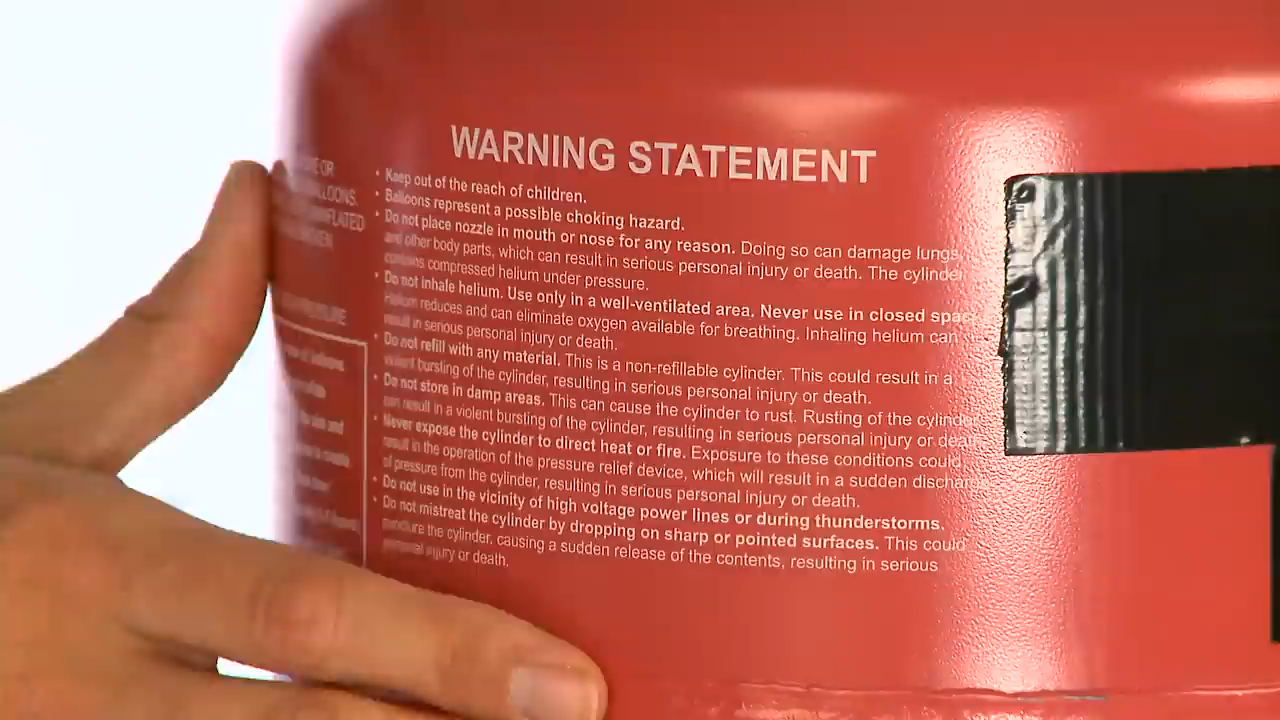 WARNING STATEMENT
• Keep out of the reach of children.
• Balloons represent a possible choking hazard.
• Do not place nozzle in mouth or nose for any reason. Doing so can damage lungs,
and other body parts, which can result in serious personal injury or death. The cylinder
contains compressed helium under pressure.
• Do not inhale helium. Use only in a well-ventilated area. Never use in closed space.
Helium reduces and can eliminate oxygen available for breathing. Inhaling helium can
result in serious personal injury or death.
• Do not refill with any material. This is a non-refillable cylinder. This could result in a
violent bursting of the cylinder, resulting in serious personal injury or death.
• Do not store in damp areas. This can cause the cylinder to rust. Rusting of the cylinder
can result in a violent bursting of the cylinder, resulting in serious personal injury or death.
• Never expose the cylinder to direct heat or fire. Exposure to these conditions could
result in the operation of the pressure relief device, which will result in a sudden discharge
of pressure from the cylinder, resulting in serious personal injury or death.
• Do not use in the vicinity of high voltage power lines or during thunderstorms.
• Do not mistreat the cylinder by dropping on sharp or pointed surfaces. This could
puncture the cylinder, causing a sudden release of the contents, resulting in serious
personal injury or death.
OR